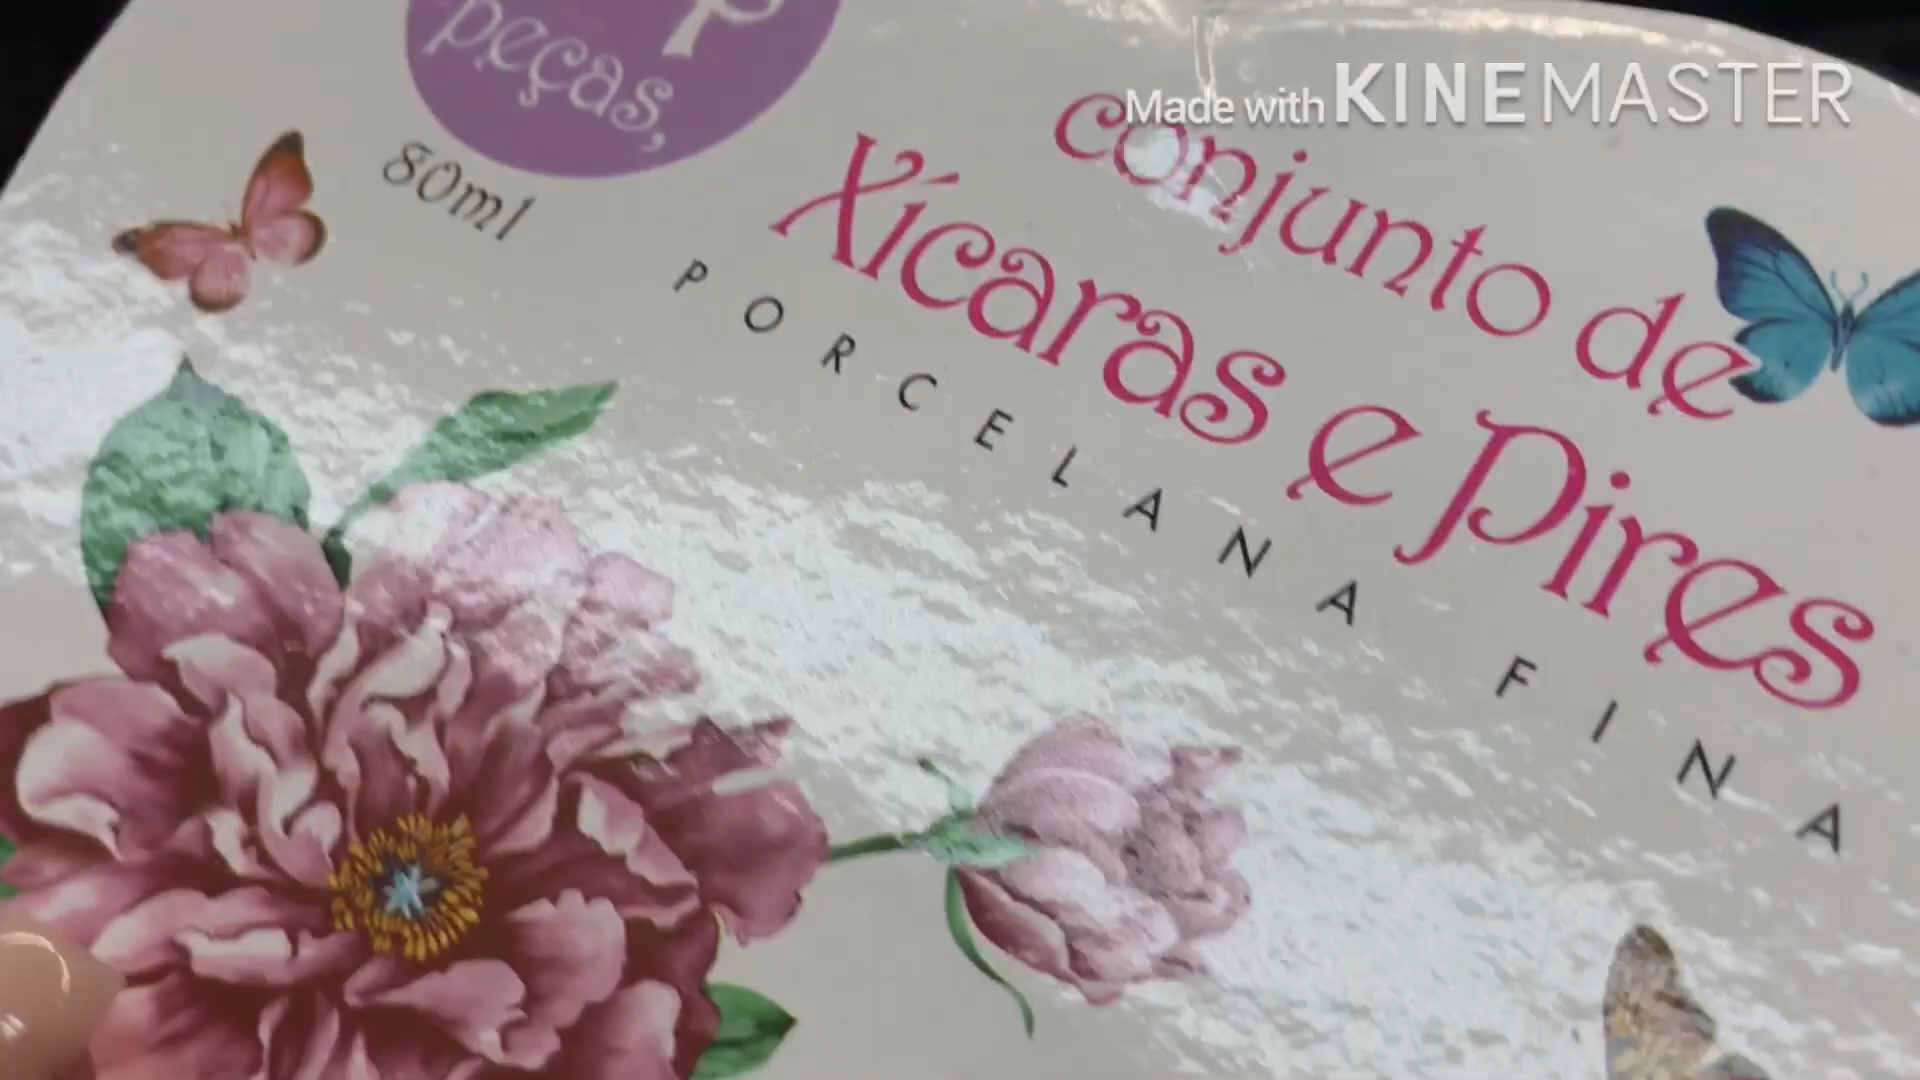 peças,
80ml
Made with KINEMASTER
conjunto de
Xícaras e Pires
PORCELANA FINA